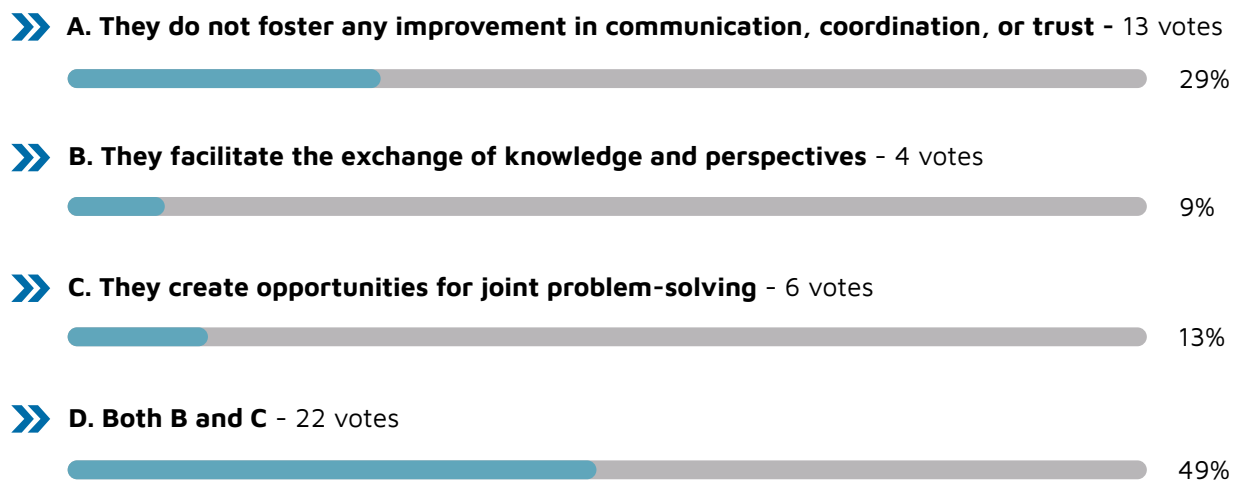 A. They do not foster any improvement in communication, coordination, or trust - 13 votes
29%
B. They facilitate the exchange of knowledge and perspectives - 4 votes
9%
C. They create opportunities for joint problem-solving - 6 votes
13%
D. Both B and C - 22 votes
49%